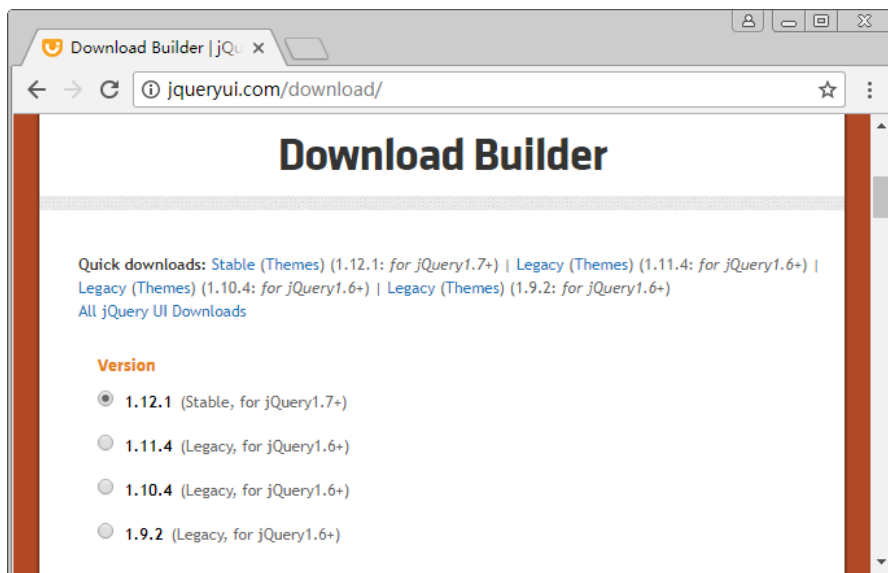 Download Builder | jQu
jqueryui.com/download/
Download Builder
Quick downloads: Stable (Themes) (1.12.1: for jQuery1.7+) | Legacy (Themes) (1.11.4: for jQuery1.6+) |
Legacy (Themes) (1.10.4: for jQuery1.6+) | Legacy (Themes) (1.9.2: for jQuery1.6+)
All jQuery UI Downloads
Version
1.12.1 (Stable, for jQuery1.7+)
1.11.4 (Legacy, for jQuery1.6+)
1.10.4 (Legacy, for jQuery1.6+)
1.9.2 (Legacy, for jQuery1.6+)